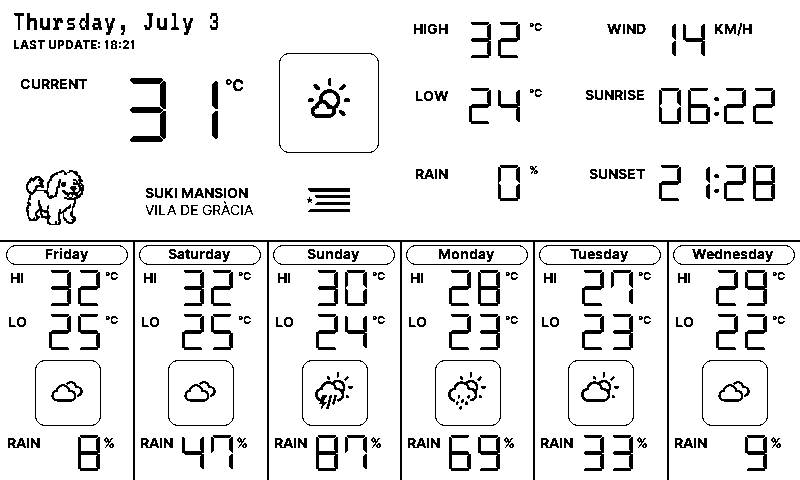 Thursday, July 3
LAST UPDATE: 18:21
CURRENT 31 °C
SUKI MANSION
VILA DE GRÀCIA
HIGH 32 °C
LOW 24 °C
RAIN 0 %
WIND 14 KM/H
SUNRISE 06:22
SUNSET 21:28
Friday
HI 32 °C
LO 25 °C
RAIN 8 %
Saturday
HI 32 °C
LO 25 °C
RAIN 47 %
Sunday
HI 30 °C
LO 24 °C
RAIN 87 %
Monday
HI 28 °C
LO 23 °C
RAIN 69 %
Tuesday
HI 27 °C
LO 23 °C
RAIN 33 %
Wednesday
HI 29 °C
LO 22 °C
RAIN 9 %